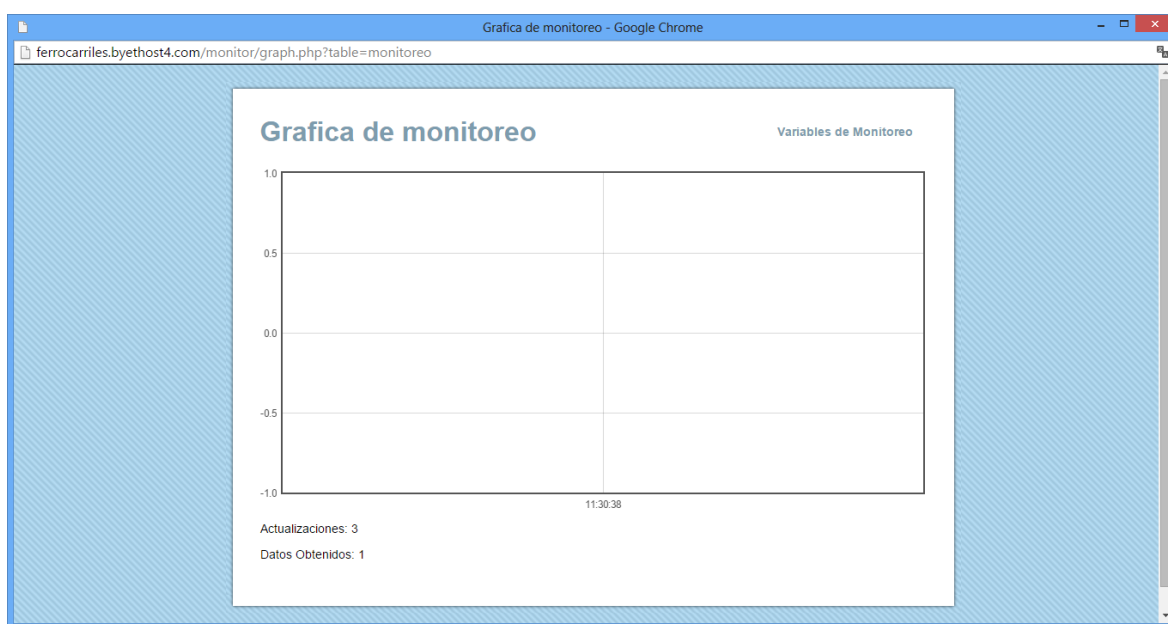 Grafica de monitoreo - Google Chrome
ferrocarriles.byethost4.com/monitor/graph.php?table=monitoreo
Grafica de monitoreo
Variables de Monitoreo
1.0
0.5
0.0
-0.5
-1.0
11:30:38
Actualizaciones: 3
Datos Obtenidos: 1